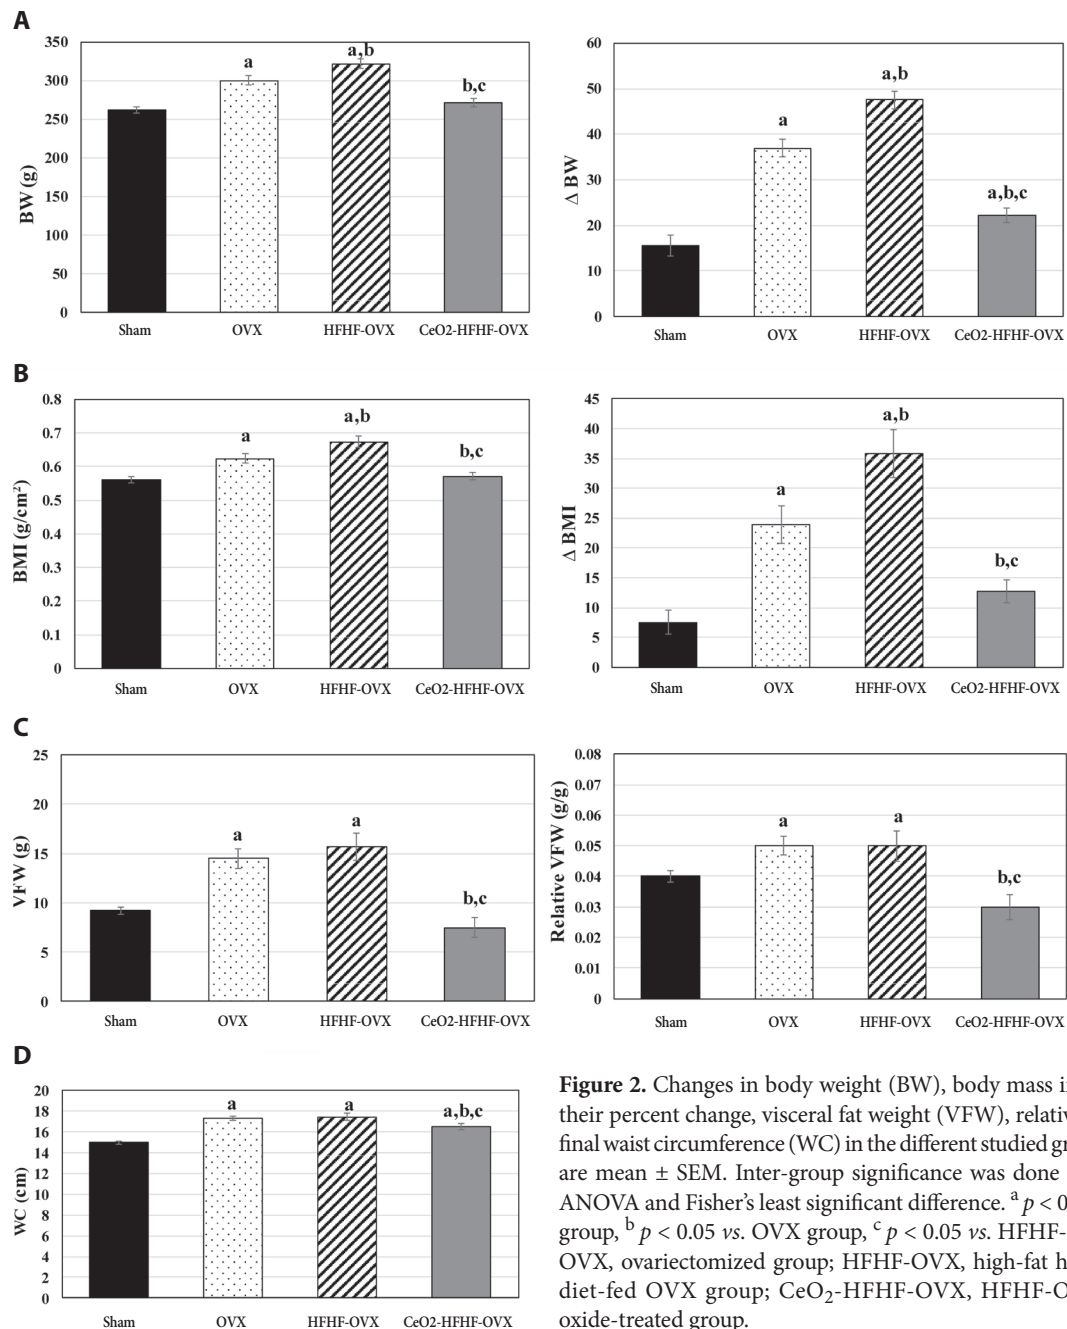 A
350
300
250
200
150
100
50
0
BW (g)
a
a,b
b,c
Sham OVX HFHF-OVX CeO2-HFHF-OVX
60
50
40
30
20
10
0
Δ BW
a
a,b
a,b,c
Sham OVX HFHF-OVX CeO2-HFHF-OVX
B
0.8
0.7
0.6
0.5
0.4
0.3
0.2
0.1
0
BMI (g/cm²)
a
a,b
b,c
Sham OVX HFHF-OVX CeO2-HFHF-OVX
45
40
35
30
25
20
15
10
5
0
Δ BMI
a
a,b
b,c
Sham OVX HFHF-OVX CeO2-HFHF-OVX
C
25
20
15
10
5
0
VFW (g)
a
a
b,c
Sham OVX HFHF-OVX CeO2-HFHF-OVX
0.08
0.07
0.06
0.05
0.04
0.03
0.02
0.01
0
Relative VFW (g/g)
a
a
b,c
Sham OVX HFHF-OVX CeO2-HFHF-OVX
D
20
18
16
14
12
10
8
6
4
2
0
WC (cm)
a
a
a,b,c
Sham OVX HFHF-OVX CeO2-HFHF-OVX
Figure 2. Changes in body weight (BW), body mass in
their percent change, visceral fat weight (VFW), relativ
final waist circumference (WC) in the different studied gr
are mean ± SEM. Inter-group significance was done
ANOVA and Fisher's least significant difference. ᵃ p < 0
group, ᵇ p < 0.05 vs. OVX group, ᶜ p < 0.05 vs. HFHF-
OVX, ovariectomized group; HFHF-OVX, high-fat h
diet-fed OVX group; CeO₂-HFHF-OVX, HFHF-O
oxide-treated group.